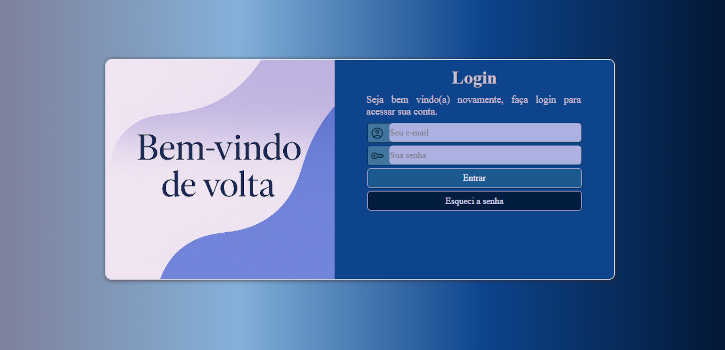 Bem-vindo
de volta
Login
Seja bem vindo(a) novamente, faça login para
acessar sua conta.
Seu e-mail
Sua senha
Entrar
Esqueci a senha